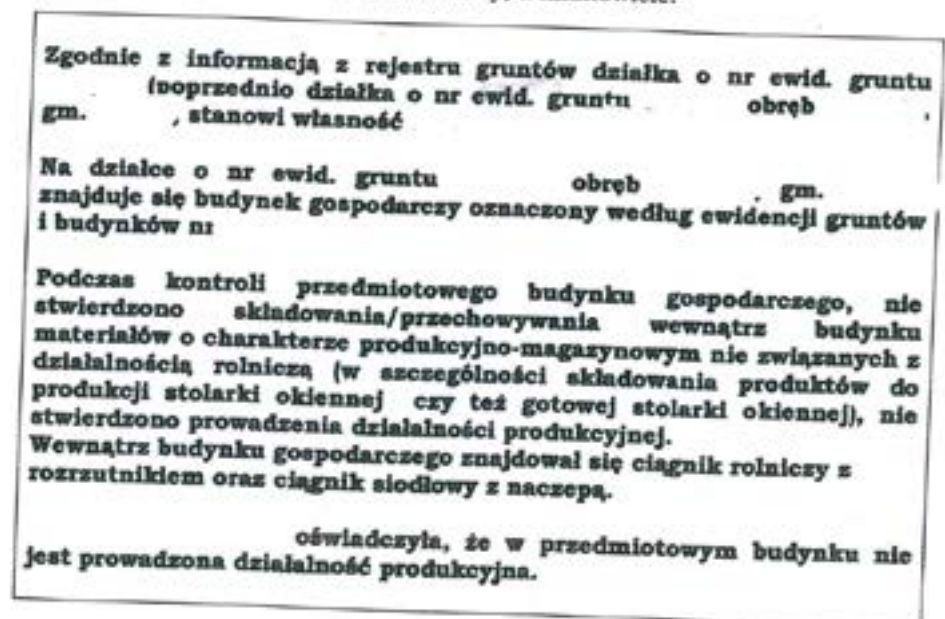 Zgodnie z informacją z rejestru gruntów działka o nr ewid. gruntu
(poprzednio działka o nr ewid. gruntu obręb ,
gm. , stanowi własność
Na działce o nr ewid. gruntu obręb , gm.
znajduje się budynek gospodarczy oznaczony według ewidencji gruntów
i budynków nr
Podczas kontroli przedmiotowego budynku gospodarczego, nie
stwierdzono składowania/przechowywania wewnątrz budynku
materiałów o charakterze produkcyjno-magazynowym nie związanych z
działalnością rolniczą (w szczególności składowania produktów do
produkcji stolarki okiennej czy też gotowej stolarki okiennej), nie
stwierdzono prowadzenia działalności produkcyjnej.
Wewnątrz budynku gospodarczego znajdował się ciągnik rolniczy z
rozrzutnikiem oraz ciągnik siodłowy z naczepą.
oświadczyła, że w przedmiotowym budynku nie
jest prowadzona działalność produkcyjna.